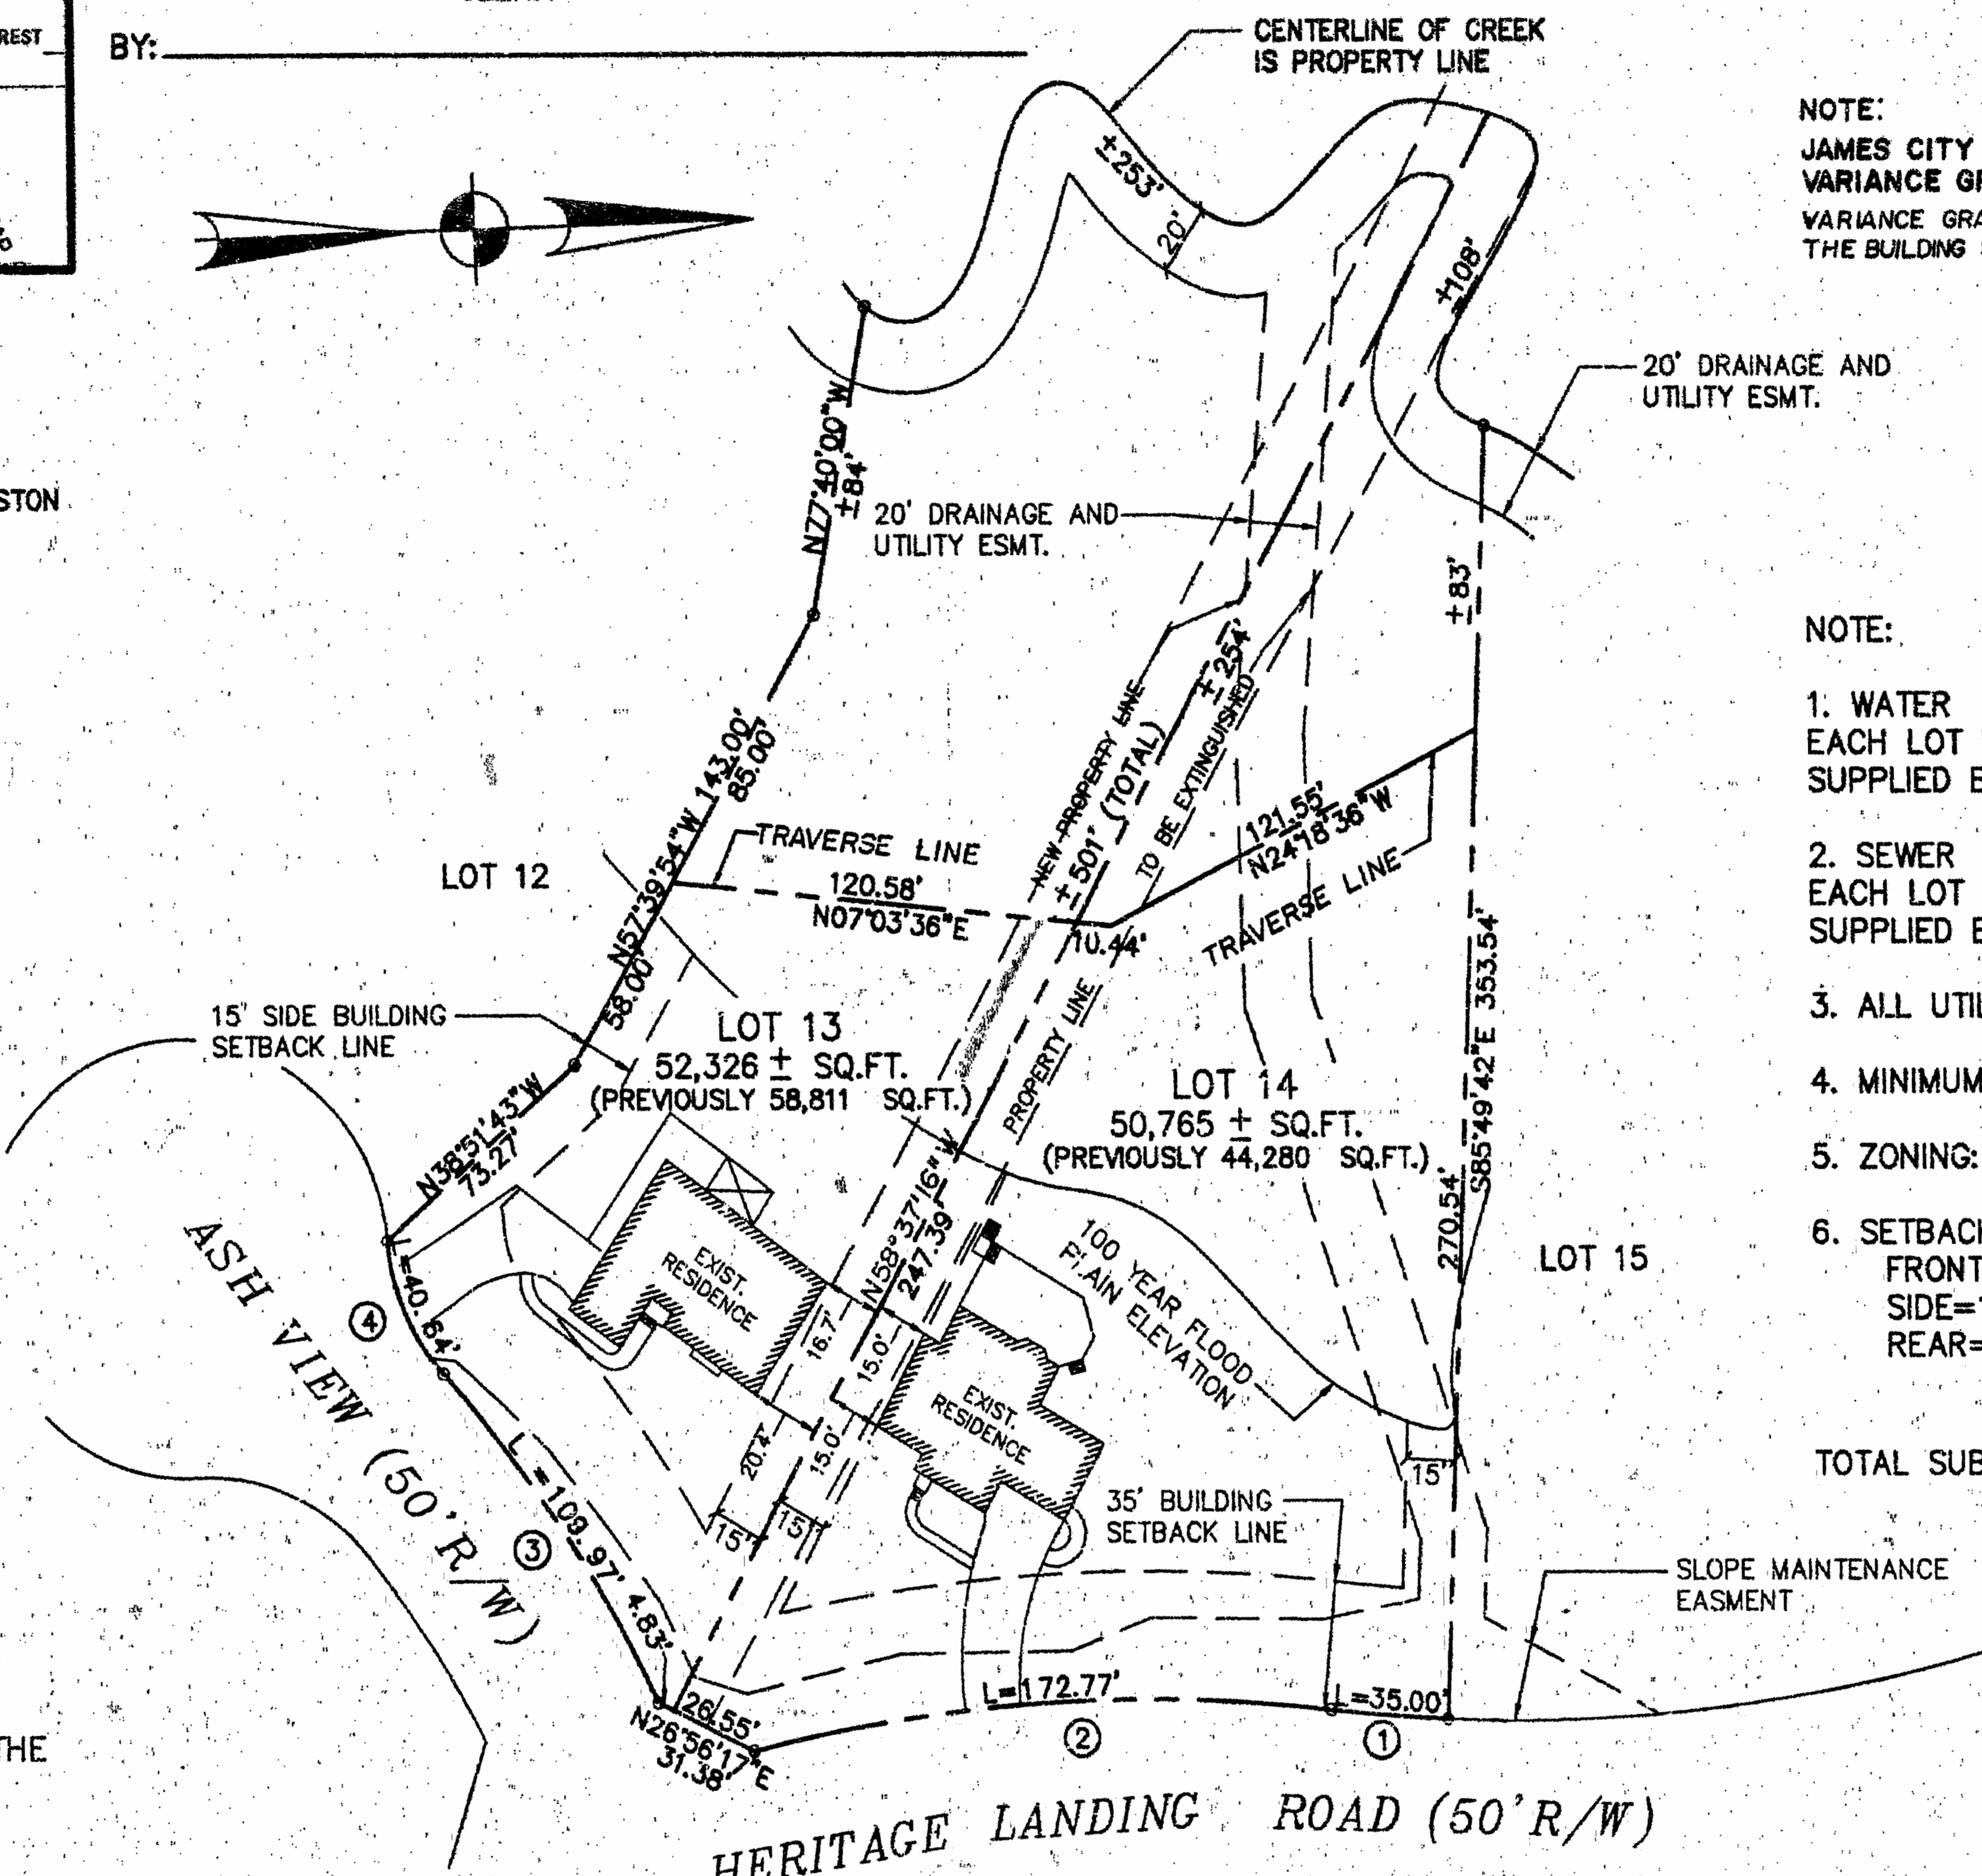 REST
BY:
CENTERLINE OF CREEK
IS PROPERTY LINE
NOTE:
JAMES CITY
VARIANCE
VARIANCE
THE BUILDING
±253'
20'
±108'
20' DRAINAGE AND
UTILITY ESMT.
STON
N77°40'00"W
±84'
20' DRAINAGE AND
UTILITY ESMT.
±83'
NOTE:
1. WATER
EACH LOT
SUPPLIED
2. SEWER
EACH LOT
SUPPLIED
3. ALL
4. MINIMUM
5. ZONING:
6.
FRONT
SIDE=
REAR=
TOTAL
±254'
NEW PROPERTY LINE
±501' (TOTAL)
TO BE EXTINGUISHED
PROPERTY LINE
N57°39'54"W 143.00'
85.00'
58.00'
TRAVERSE LINE
120.58'
N07°03'36"E
10.44'
121.55'
N24°18'36"W
TRAVERSE LINE
LOT 12
S85°49'42"E 353.54'
270.54'
15' SIDE BUILDING
SETBACK LINE
LOT 13
52,326 ± SQ.FT.
(PREVIOUSLY 58,811 SQ.FT.)
LOT 14
50,765 ± SQ.FT.
(PREVIOUSLY 44,280 SQ.FT.)
N38°51'43"W
73.27'
N58°37'16"W
247.39'
100 YEAR FLOOD
PLAIN ELEVATION
LOT 15
EXIST.
RESIDENCE
EXIST.
RESIDENCE
16.7'
15.0'
20.4'
15.0'
15'
15'
15'
L=40.64'
4
ASH VIEW (50' R/W)
L=109.97'
3
4.83'
35' BUILDING
SETBACK LINE
SLOPE MAINTENANCE
EASMENT
26.55'
N26°56'17"E
31.38'
L=172.77'
2
L=35.00'
1
THE
HERITAGE LANDING ROAD (50' R/W)